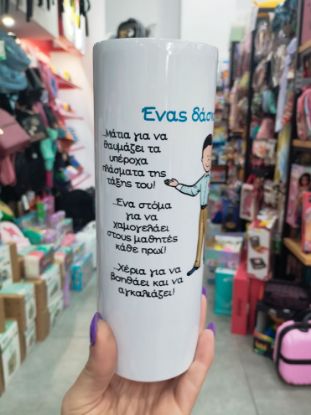 Ένας
..Μάτια για να
θαυμάζει τα
υπέροχα
πλάσματα της
τάξης του!
..Ένα στόμα
για να
χαμογελάει
στους μαθητές
κάθε πρωί!
..Χέρια για να
βοηθάει και να
αγκαλιάζει!